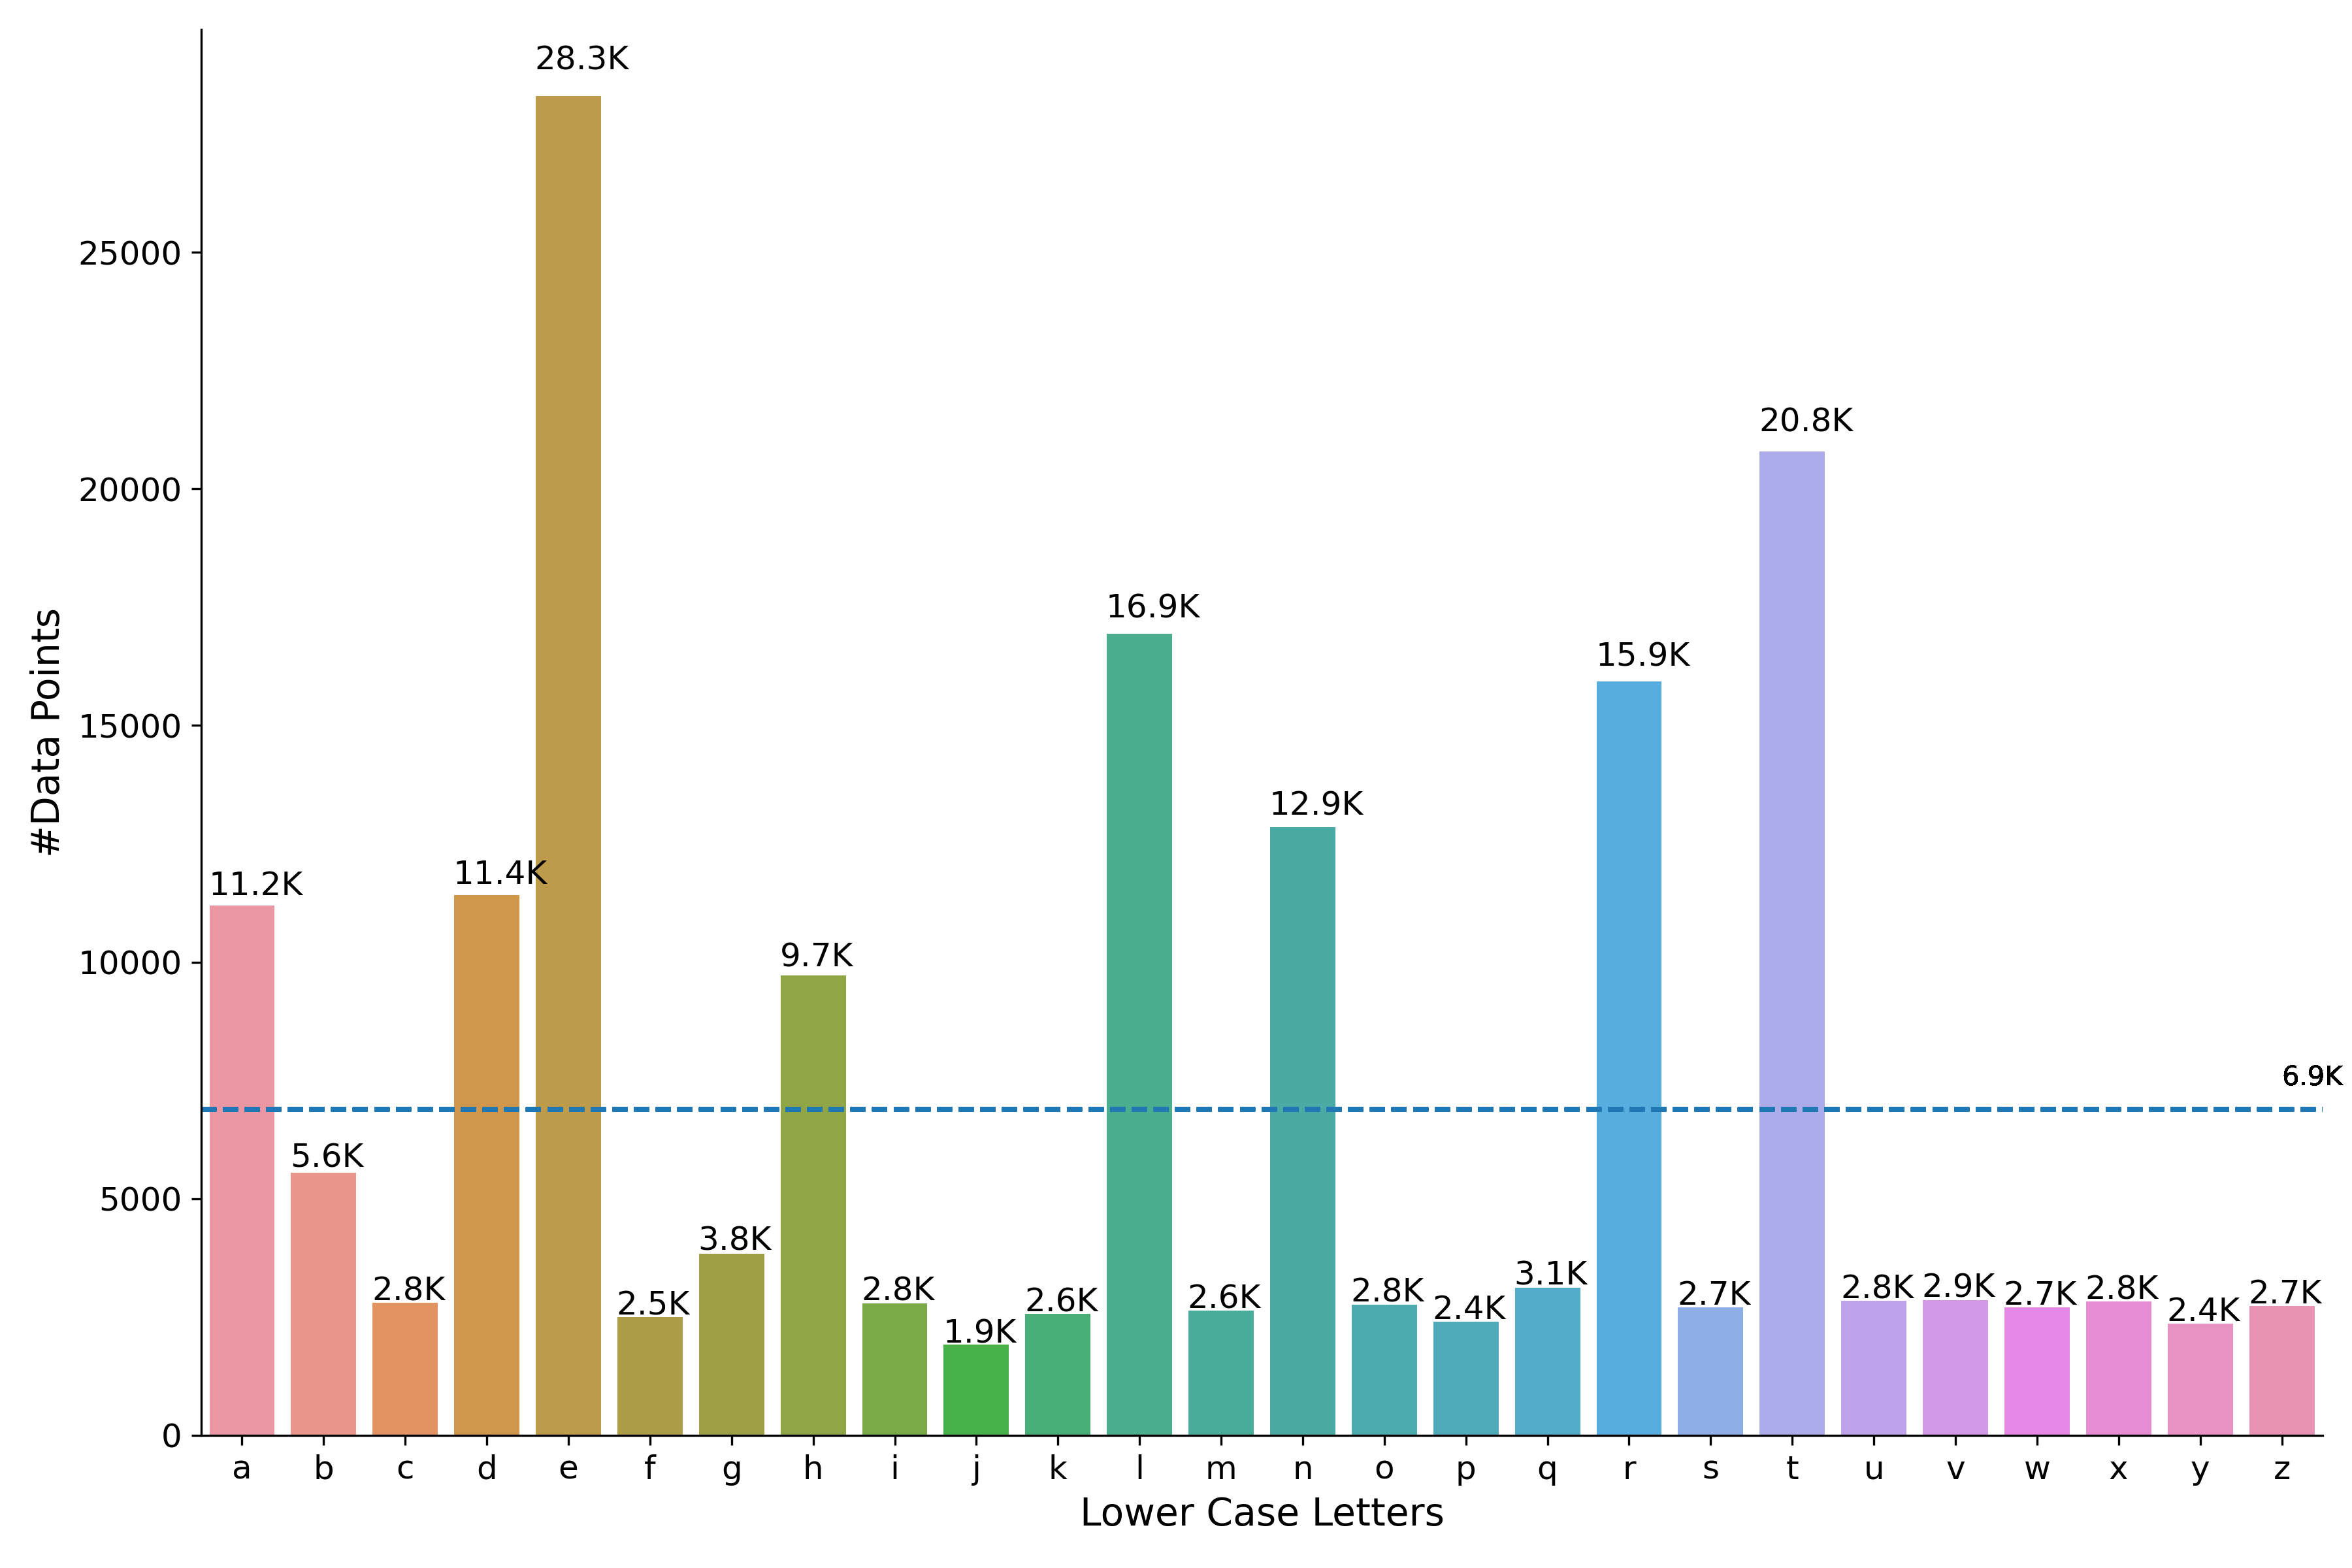 28.3K
25000
20.8K
20000
16.9K
15.9K
15000
12.9K
11.2K
11.4K
10000
9.7K
6.9K
5.6K
5000
3.8K
2.8K
2.5K
2.8K
1.9K
2.6K
2.6K
2.8K
2.4K
3.1K
2.7K
2.8K
2.9K
2.7K
2.8K
2.4K
2.7K
0
#Data Points
a b c d e f g h i j k l m n o p q r s t u v w x y z
Lower Case Letters